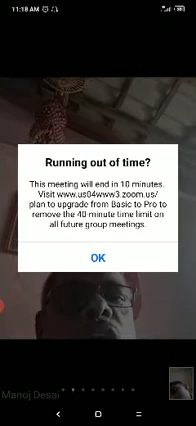 11:18 AM
Running out of time?
This meeting will end in 10 minutes.
Visit www.us04www3.zoom.us/
plan to upgrade from Basic to Pro to
remove the 40-minute time limit on
all future group meetings.
OK
Manoj Desai